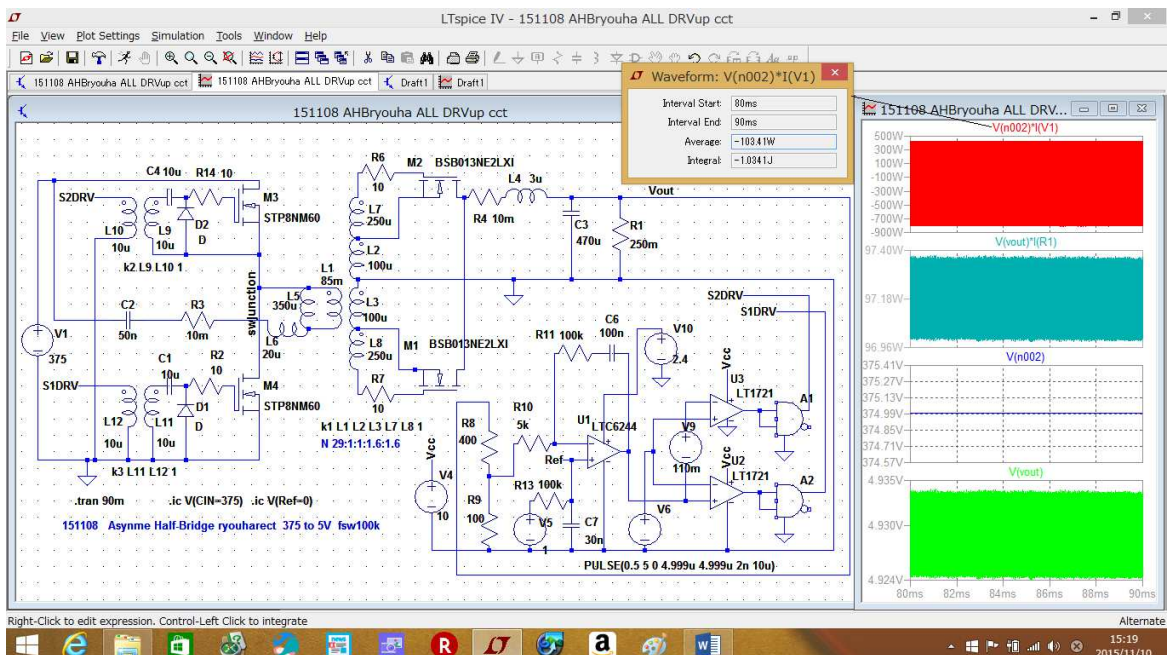 LTspice IV - 151108 AHBryouha ALL DRVup cct
File View Plot Settings Simulation Tools Window Help
151108 AHBryouha ALL DRVup cct
151108 AHBryouha ALL DRVup cct
Draft1
Draft1
151108 AHBryouha ALL DRVup cct
Waveform: V(n002)*I(V1)
Interval Start: 80ms
Interval End: 90ms
Average: -103.41W
Integral: -1.0341J
C4 10u
R14 10
S2DRV
M3
STP8NM60
D2
D
L10
10u
L9
10u
k2 L9 L10 1
C2
50n
R3
10m
V1
375
swjunction
L5
350u
L1
85m
L6
20u
C1
10u
R2
10
S1DRV
M4
STP8NM60
D1
D
L12
10u
L11
10u
k3 L11 L12 1
.tran 90m
.ic V(CIN=375) .ic V(Ref=0)
151108 Asynme Half-Bridge ryouharect 375 to 5V fsw100k
R6
10
M2
BSB013NE2LXI
L7
250u
L2
100u
L3
100u
L8
250u
M1
BSB013NE2LXI
R7
10
k1 L1 L2 L3 L7 L8 1
N 29:1:1:1.6:1.6
R4 10m
L4 3u
Vout
C3
470u
R1
250m
S2DRV
S1DRV
R11 100k
C6
100n
V10
2.4
Vcc
U3
LT1721
A1
R10
5k
R8
400
U1
LTC6244
Ref
V9
110m
Vcc
U2
LT1721
A2
Vcc
V4
10
R9
100
R13 100k
V5
1
C7
30n
V6
PULSE(0.5 5 0 4.999u 4.999u 2n 10u)
151108 AHBryouha ALL DRV...
V(n002)*I(V1)
500W
300W
100W
-100W
-300W
-500W
-700W
-900W
V(vout)*I(R1)
97.40W
97.18W
96.96W
V(n002)
375.41V
375.27V
375.13V
374.99V
374.85V
374.71V
374.57V
V(vout)
4.935V
4.930V
4.924V
80ms 82ms 84ms 86ms 88ms 90ms
Right-Click to edit expression. Control-Left Click to integrate
Alternate
15:19
2015/11/10